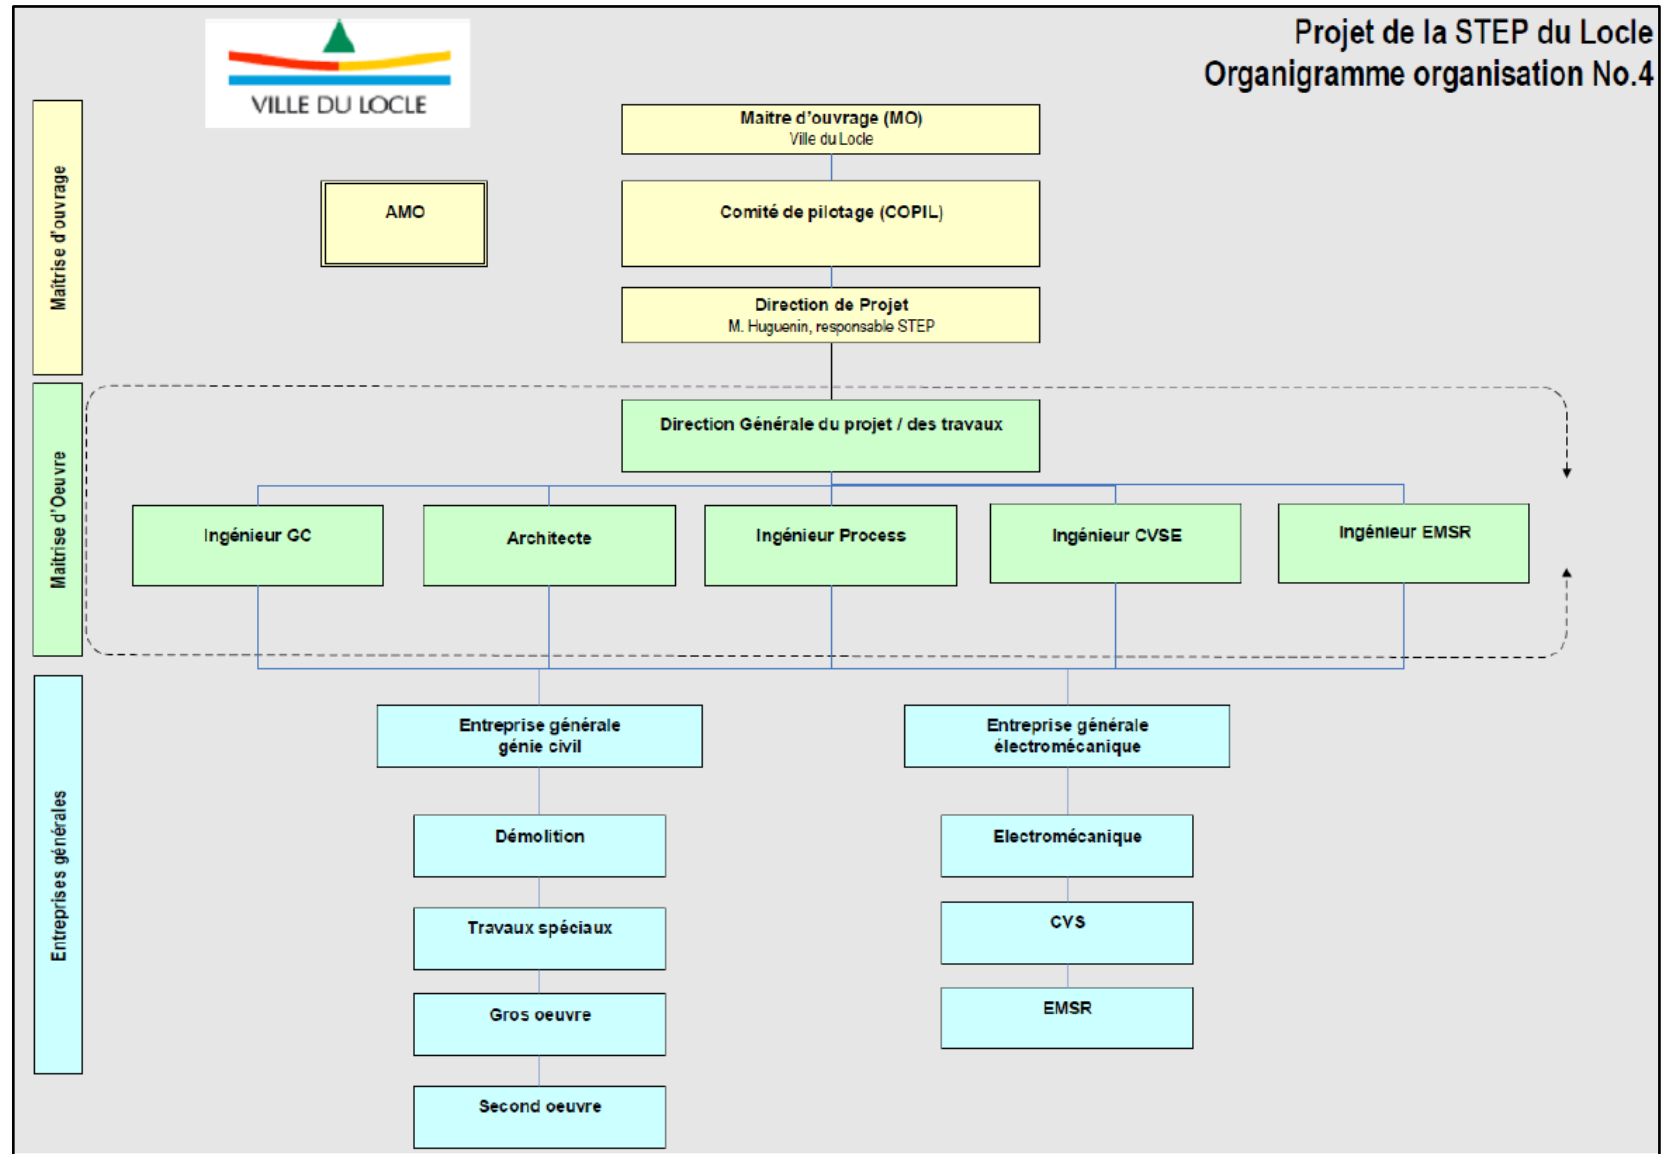 Projet de la STEP du Locle
Organigramme organisation No.4
VILLE DU LOCLE
Maîtrise d'ouvrage
Maitre d'ouvrage (MO)
Ville du Locle
AMO
Comité de pilotage (COPIL)
Direction de Projet
M. Huguenin, responsable STEP
Maîtrise d'Oeuvre
Direction Générale du projet / des travaux
Ingénieur GC
Architecte
Ingénieur Process
Ingénieur CVSE
Ingénieur EMSR
Entreprises générales
Entreprise générale
génie civil
Entreprise générale
électromécanique
Démolition
Electromécanique
Travaux spéciaux
CVS
Gros oeuvre
EMSR
Second oeuvre